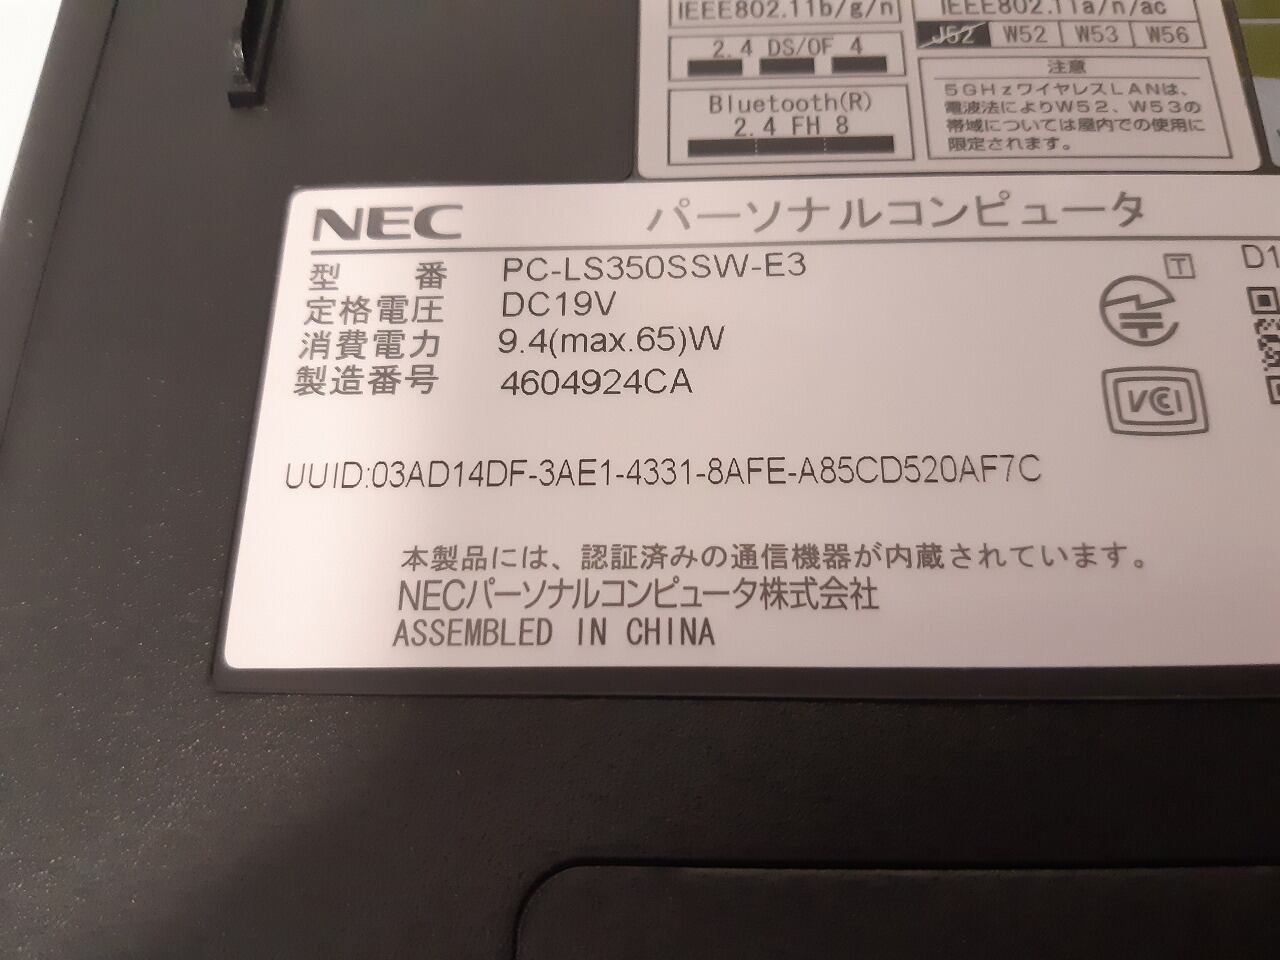 IEEE802.11b/g/n
IEEE802.11a/n/ac
J52 W52 W53 W56
2.4 DS/OF 4
注意
5GHzワイヤレスLANは、
電波法によりW52、W53の
帯域については屋内での使用に
限定されます。
Bluetooth(R)
2.4 FH 8
NEC パーソナルコンピュータ
型番 PC-LS350SSW-E3
定格電圧 DC19V
消費電力 9.4(max.65)W
製造番号 4604924CA
T
D1
VCCI
UUID:03AD14DF-3AE1-4331-8AFE-A85CD520AF7C
本製品には、認証済みの通信機器が内蔵されています。
NECパーソナルコンピュータ株式会社
ASSEMBLED IN CHINA